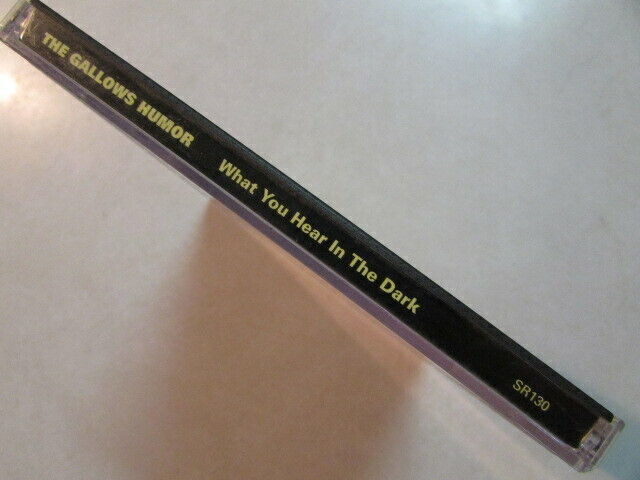 THE GALLOWS HUMOR What You Hear In The Dark SR130